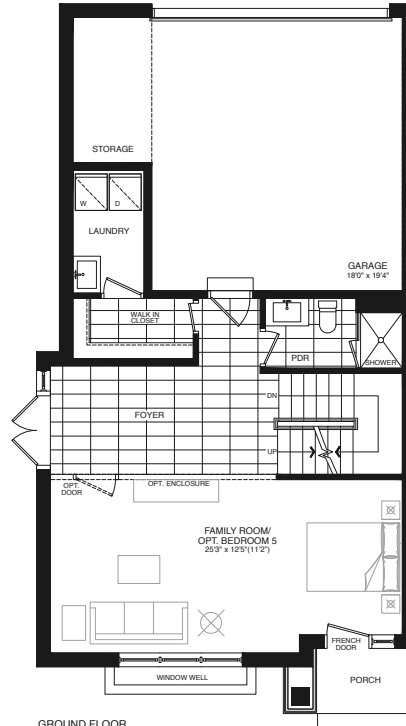 STORAGE
W
D
LAUNDRY
GARAGE
18'0" x 19'4"
WALK IN
CLOSET
PDR
SHOWER
DN
FOYER
UP
OPT.
DOOR
OPT. ENCLOSURE
FAMILY ROOM/
OPT. BEDROOM 5
25'3" x 12'5"(11'2")
FRENCH
DOOR
WINDOW WELL
PORCH
GROUND FLOOR